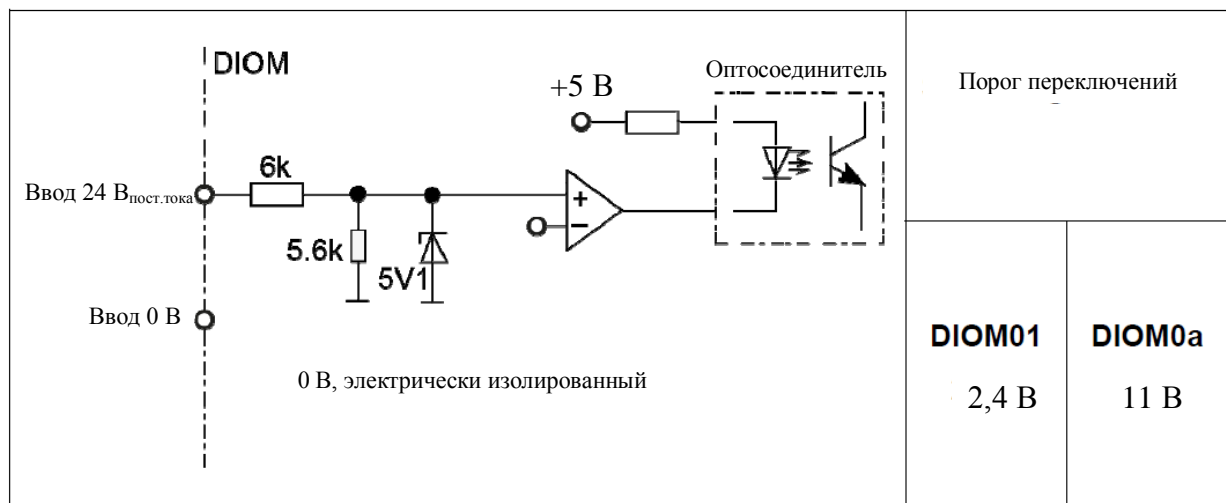 DIOM
Оптосоединитель
Порог переключений
+5 В
6k
Ввод 24 Впост.тока
+
−
5.6k
5V1
Ввод 0 В
0 В, электрически изолированный
DIOM01
DIOM0a
2,4 В
11 В